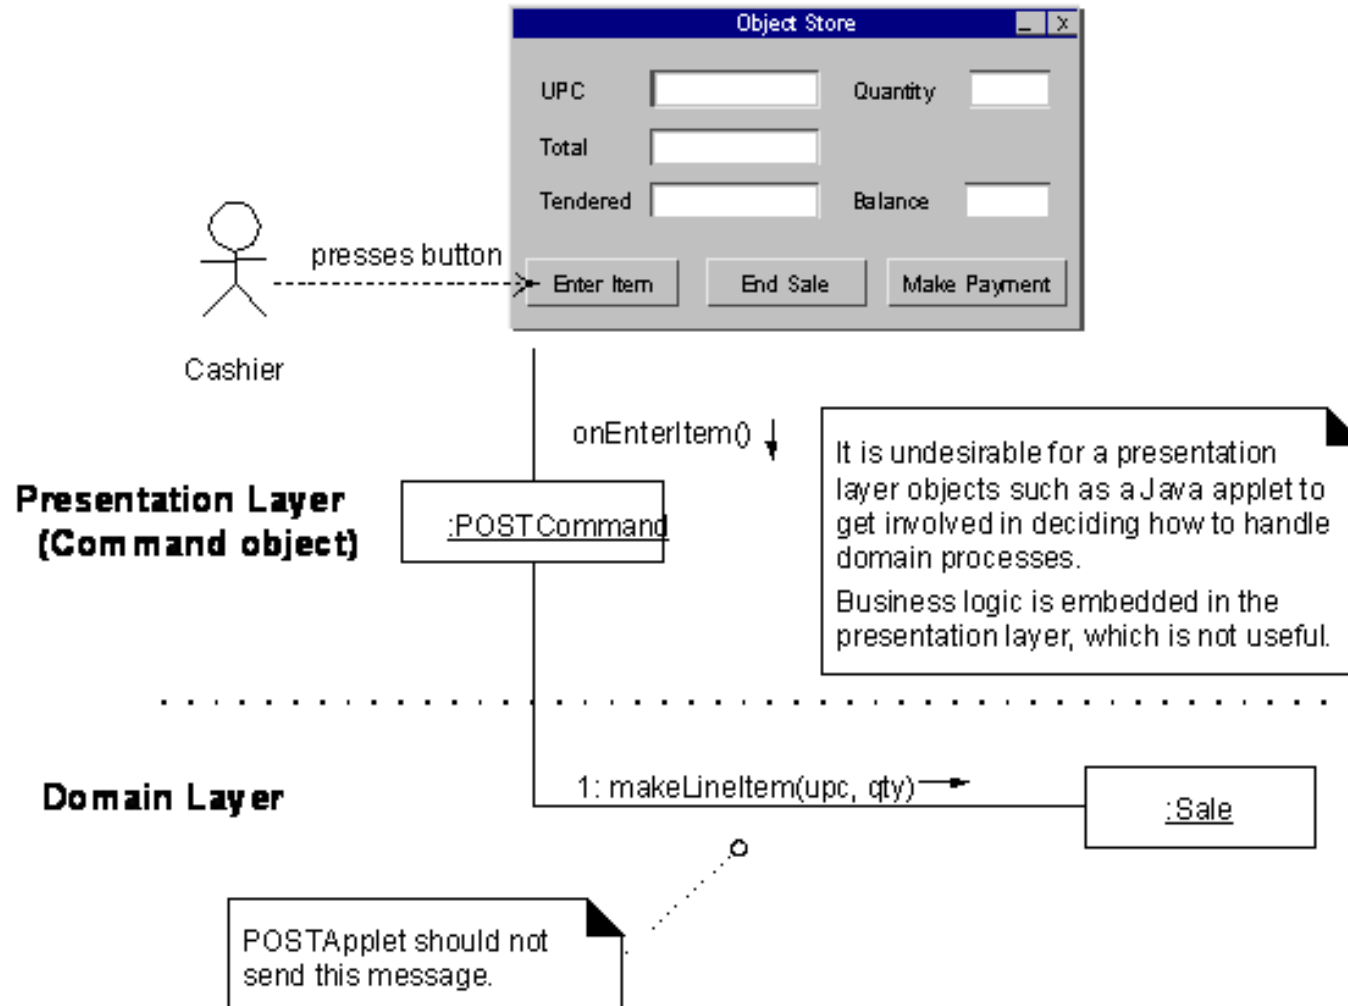 Object Store
_ X
UPC
Quantity
Total
Tendered
Balance
presses button
Enter Item
End Sale
Make Payment
Cashier
onEnterItem()
It is undesirable for a presentation
layer objects such as a Java applet to
get involved in deciding how to handle
domain processes.
Business logic is embedded in the
presentation layer, which is not useful.
Presentation Layer
(Command object)
:POSTCommand
Domain Layer
1: makeLineItem(upc, qty)
:Sale
POSTApplet should not
send this message.